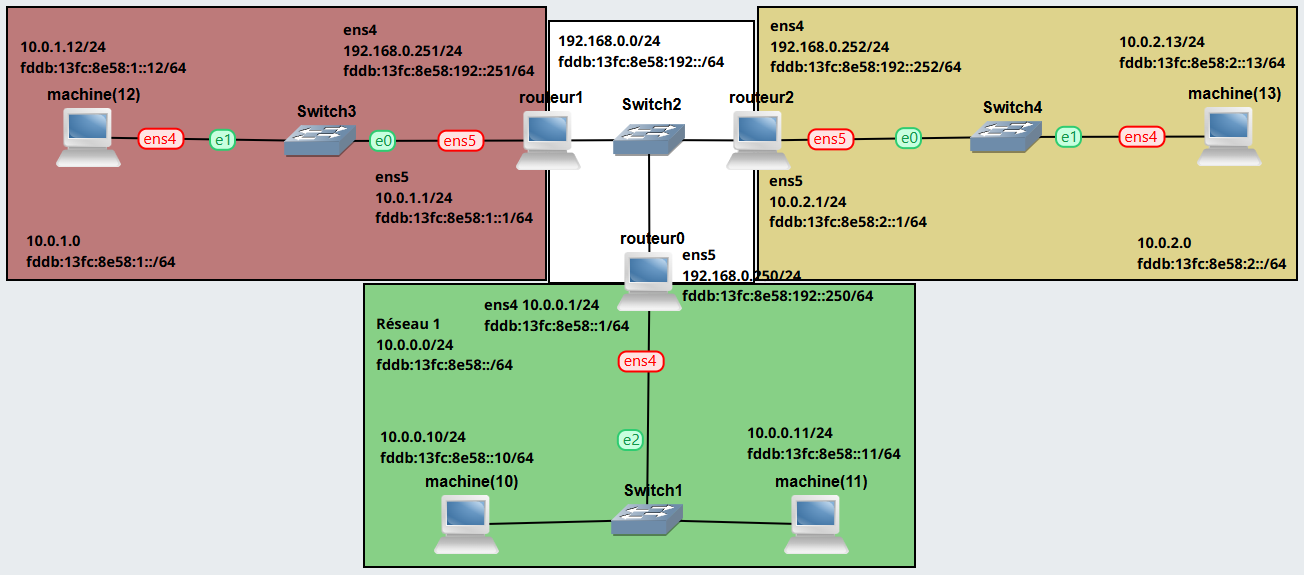 10.0.1.12/24
fddb:13fc:8e58:1::12/64
machine(12)
ens4
192.168.0.251/24
fddb:13fc:8e58:192::251/64
Switch3
routeur1
ens4
e1
e0
ens5
ens5
10.0.1.1/24
fddb:13fc:8e58:1::1/64
10.0.1.0
fddb:13fc:8e58:1::/64
192.168.0.0/24
fddb:13fc:8e58:192::/64
Switch2
ens4
192.168.0.252/24
fddb:13fc:8e58:192::252/64
routeur2
10.0.2.13/24
fddb:13fc:8e58:2::13/64
machine(13)
Switch4
ens5
e0
e1
ens4
ens5
10.0.2.1/24
fddb:13fc:8e58:2::1/64
10.0.2.0
fddb:13fc:8e58:2::/64
routeur0
ens5
192.168.0.250/24
fddb:13fc:8e58:192::250/64
ens4 10.0.0.1/24
fddb:13fc:8e58::1/64
Réseau 1
10.0.0.0/24
fddb:13fc:8e58::/64
ens4
e2
10.0.0.10/24
fddb:13fc:8e58::10/64
machine(10)
10.0.0.11/24
fddb:13fc:8e58::11/64
machine(11)
Switch1